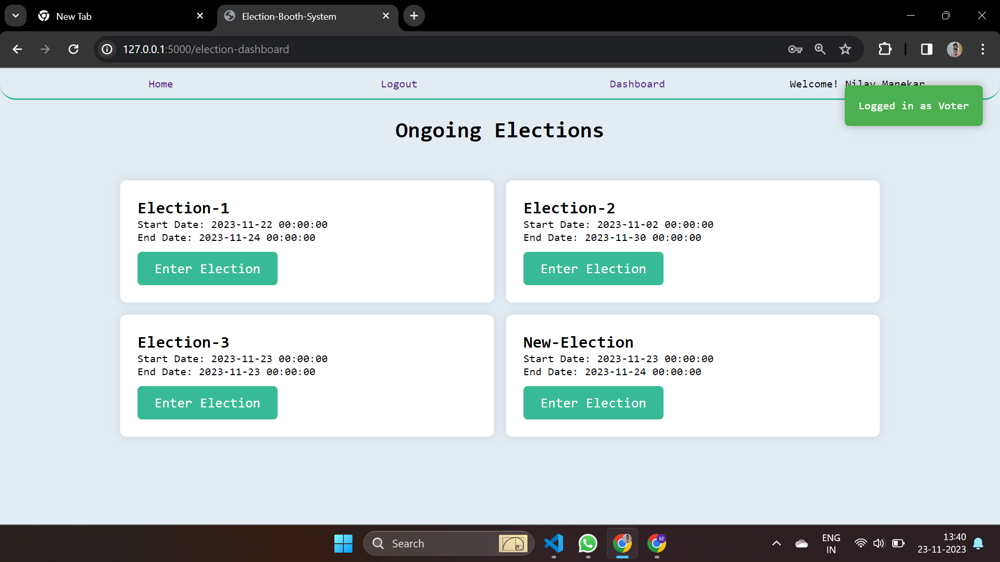 New Tab
Election-Booth-System
127.0.0.1:5000/election-dashboard
Home Logout Dashboard Welcome! Nilay Manekar
Logged in as Voter
Ongoing Elections
Election-1
Start Date: 2023-11-22 00:00:00
End Date: 2023-11-24 00:00:00
Enter Election
Election-2
Start Date: 2023-11-02 00:00:00
End Date: 2023-11-30 00:00:00
Enter Election
Election-3
Start Date: 2023-11-23 00:00:00
End Date: 2023-11-23 00:00:00
Enter Election
New-Election
Start Date: 2023-11-23 00:00:00
End Date: 2023-11-24 00:00:00
Enter Election
Search
M
ENG
IN
13:40
23-11-2023